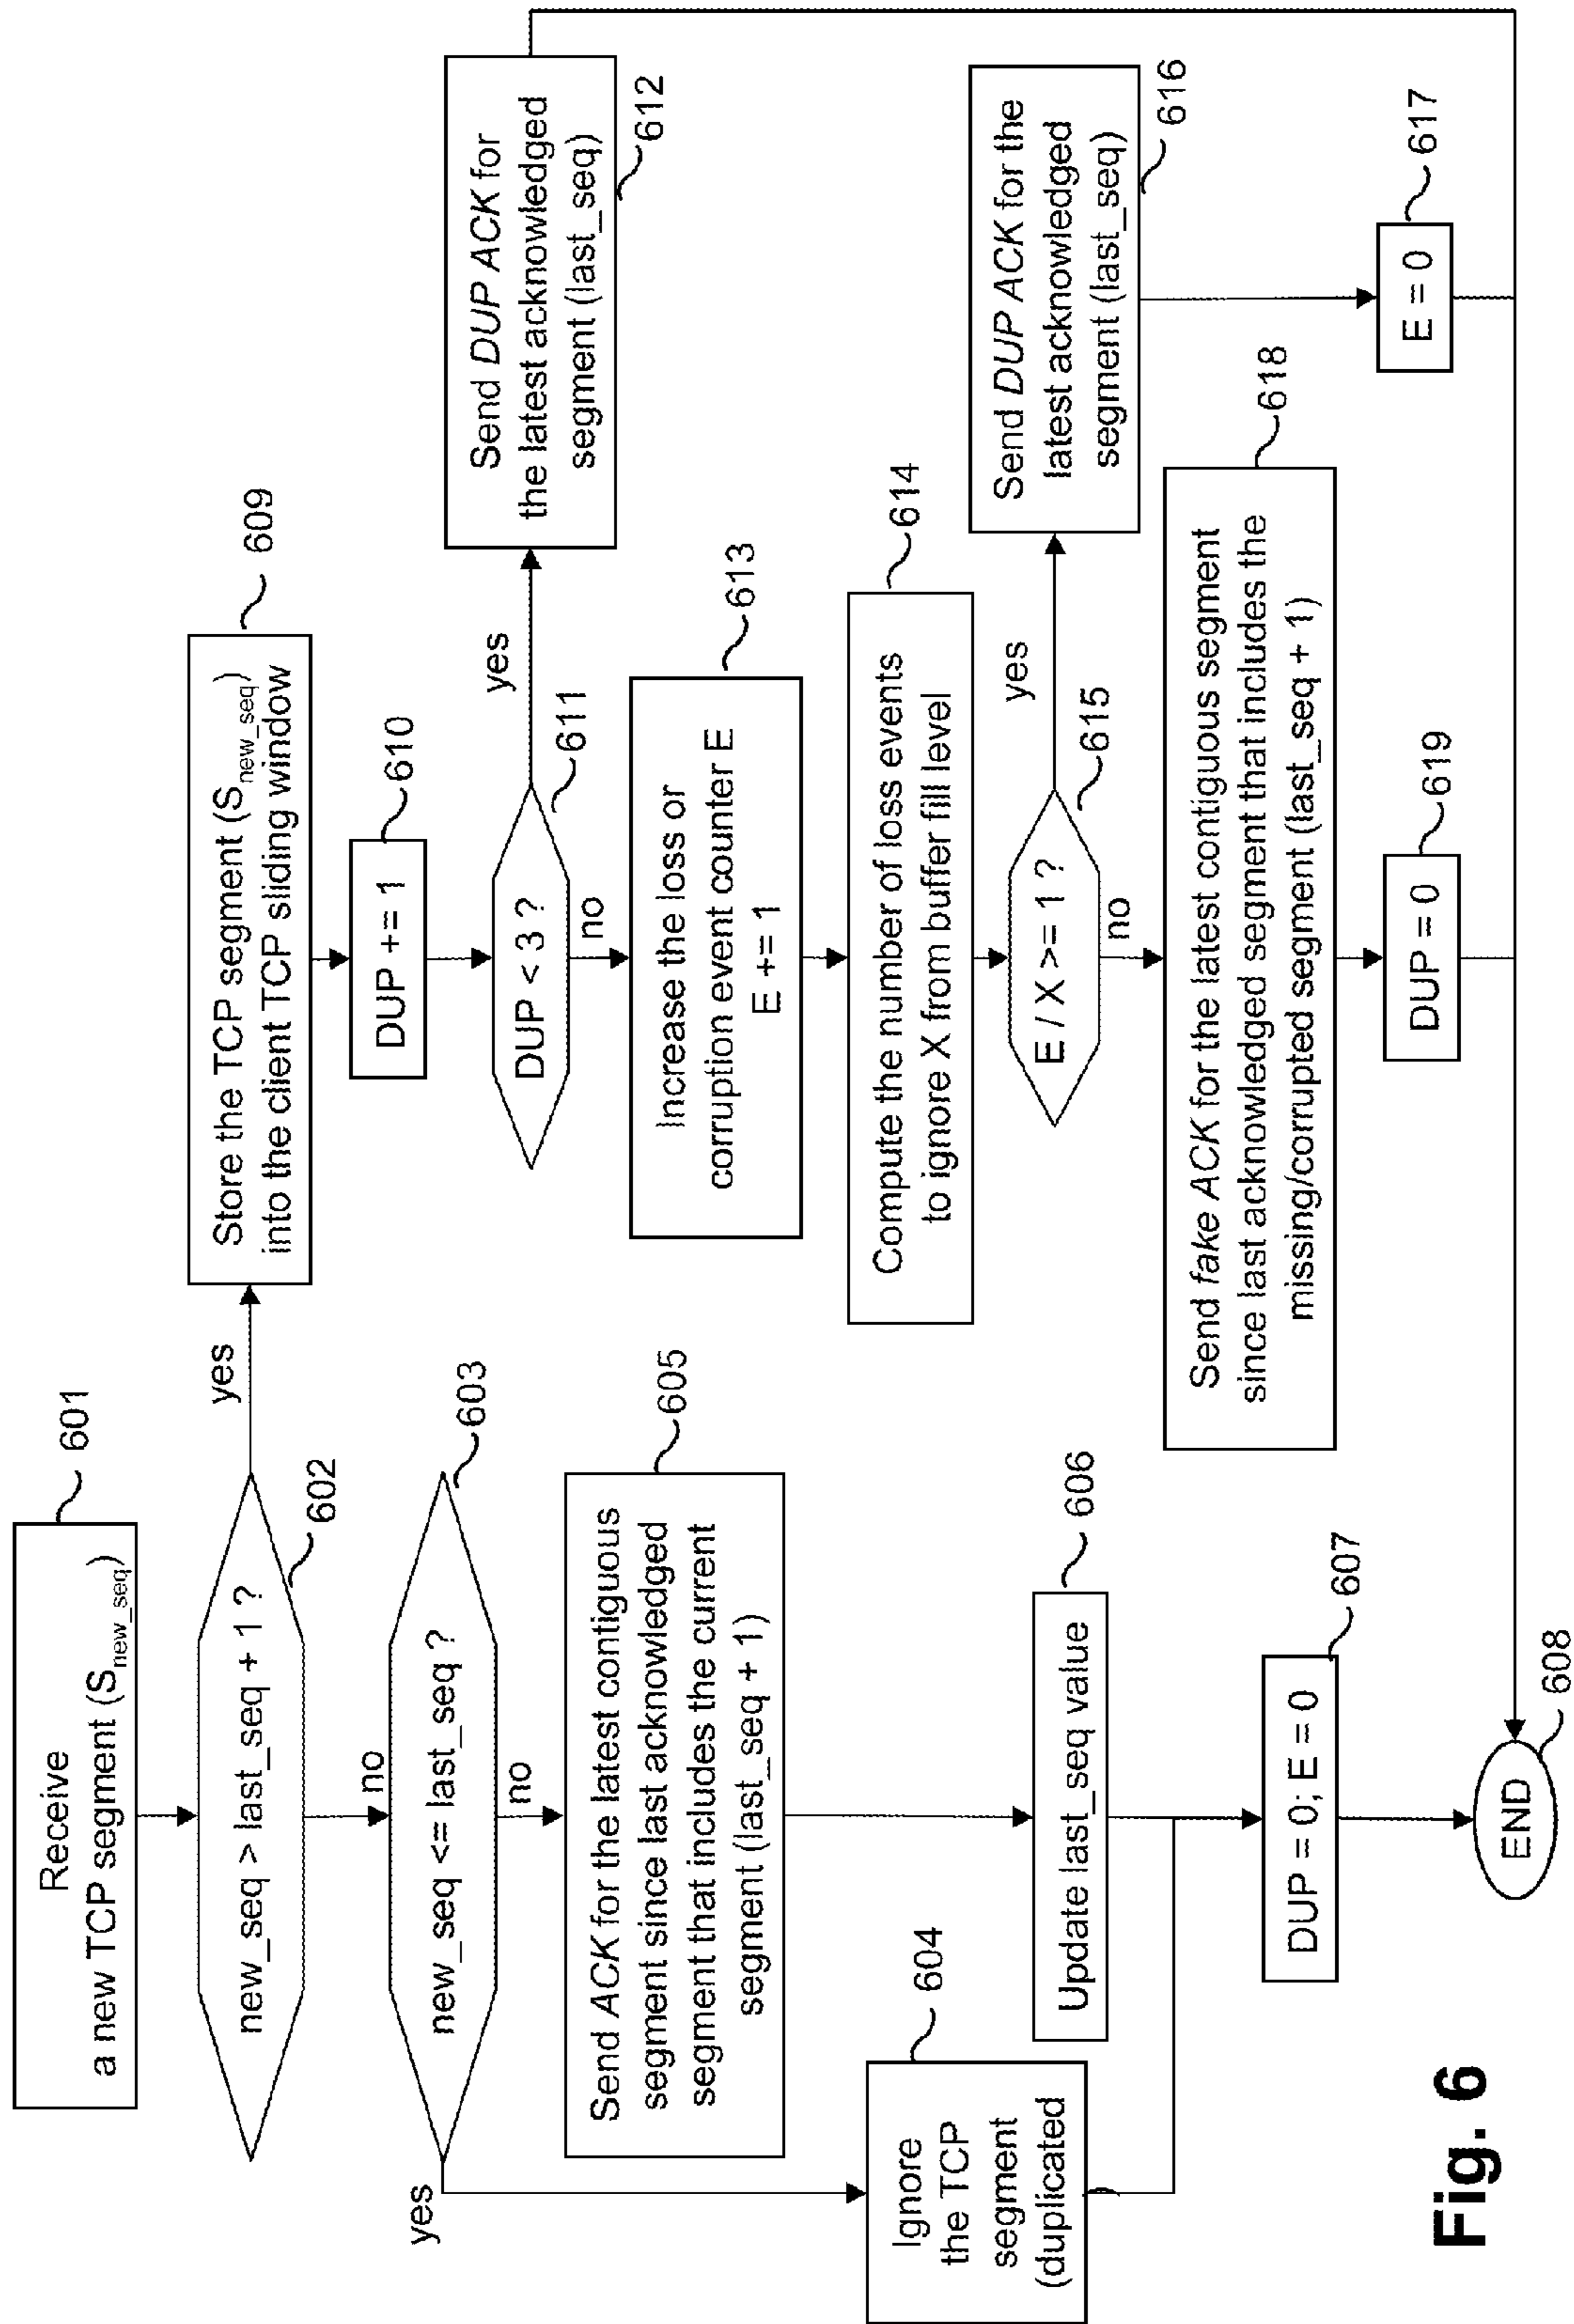 Receive
a new TCP segment (Snew_seq)
601
new_seq > last_seq + 1 ?
602
yes
no
new_seq <= last_seq ?
603
yes
no
Ignore
the TCP
segment
(duplicated
604
Send ACK for the latest contiguous
segment since last acknowledged
segment that includes the current
segment (last_seq + 1)
605
Update last_seq value
606
DUP = 0; E = 0
607
END
608
Store the TCP segment (Snew_seq)
into the client TCP sliding window
609
DUP += 1
610
DUP < 3 ?
611
yes
no
Send DUP ACK for
the latest acknowledged
segment (last_seq)
612
Increase the loss or
corruption event counter E
E += 1
613
Compute the number of loss events
to ignore X from buffer fill level
614
E / X >= 1 ?
615
yes
no
Send DUP ACK for the
latest acknowledged
segment (last_seq)
616
E = 0
617
Send fake ACK for the latest contiguous segment
since last acknowledged segment that includes the
missing/corrupted segment (last_seq + 1)
618
DUP = 0
619
Fig. 6